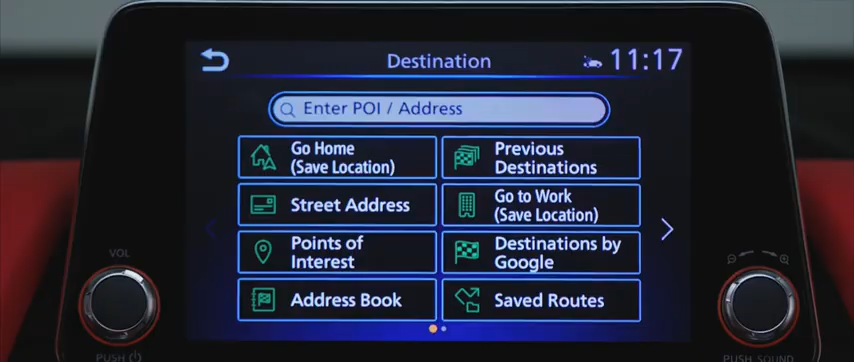 Destination
11:17
Enter POI / Address
Go Home
(Save Location)
Previous
Destinations
Street Address
Go to Work
(Save Location)
Points of
Interest
Destinations by
Google
Address Book
Saved Routes
VOL
PUSH
PUSH SOUND